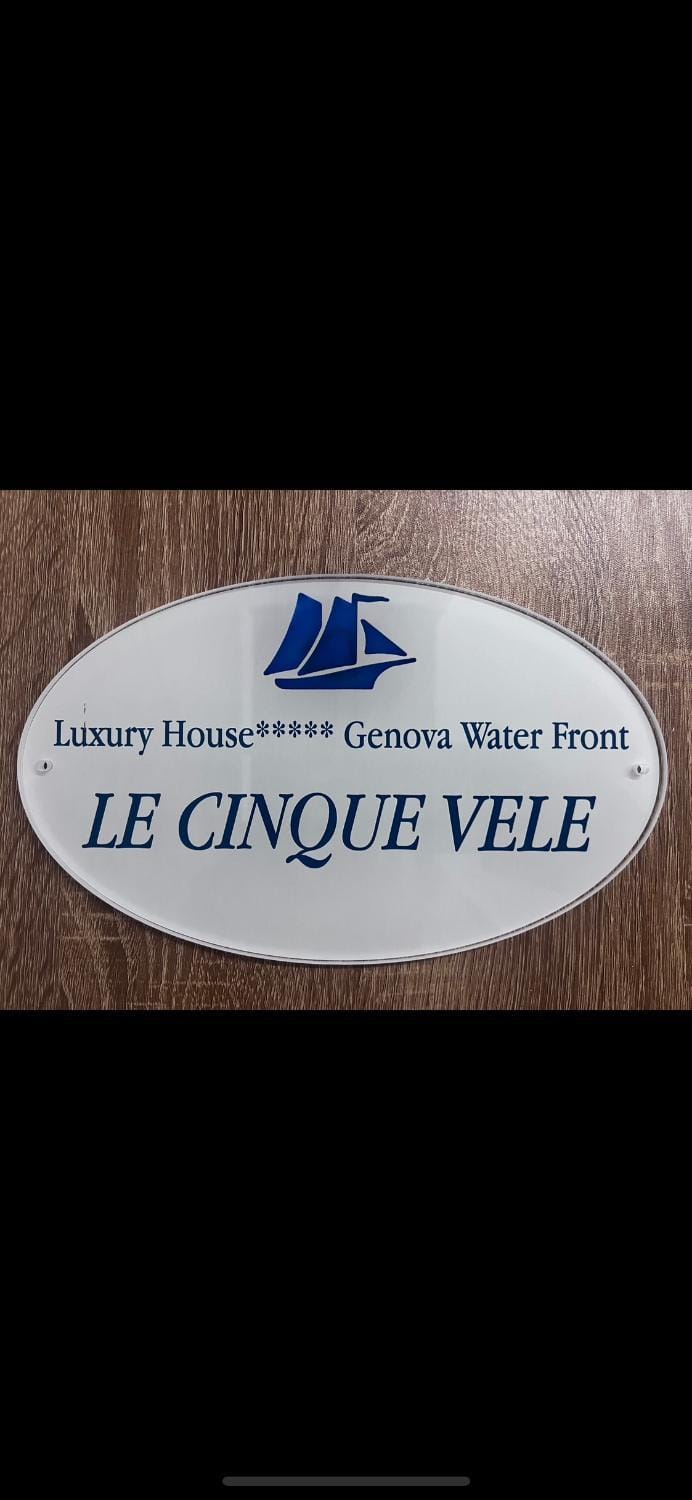 Luxury House***** Genova Water Front
LE CINQUE VELE